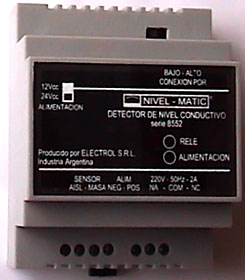 BAJO - ALTO
CONEXION POR
12Vcc
24Vcc
ALIMENTACION
NIVEL - MATIC
DETECTOR DE NIVEL CONDUCTIVO
serie 8552
RELE
ALIMENTACION
Producido por ELECTROL S.R.L.
Industria Argentina
SENSOR ALIM 220V - 50Hz - 2A
AISL - MASA NEG - POS NA - COM - NC